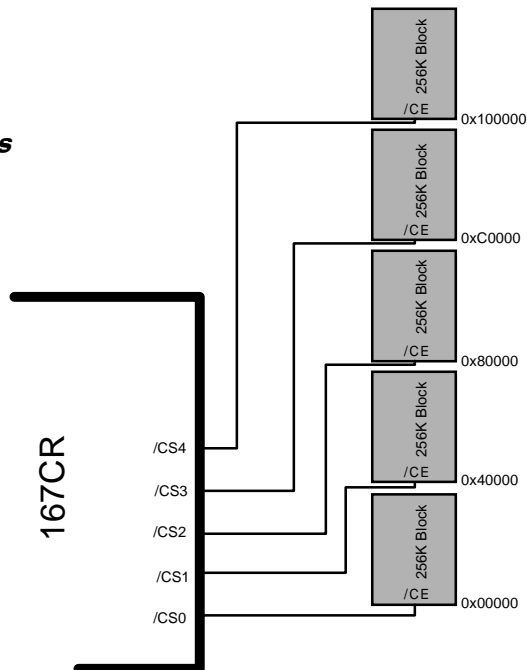 256K Block
/CE
0x100000
s
256K Block
/CE
0xC0000
256K Block
/CE
0x80000
256K Block
/CE
0x40000
256K Block
/CE
0x00000
167CR
/CS4
/CS3
/CS2
/CS1
/CS0